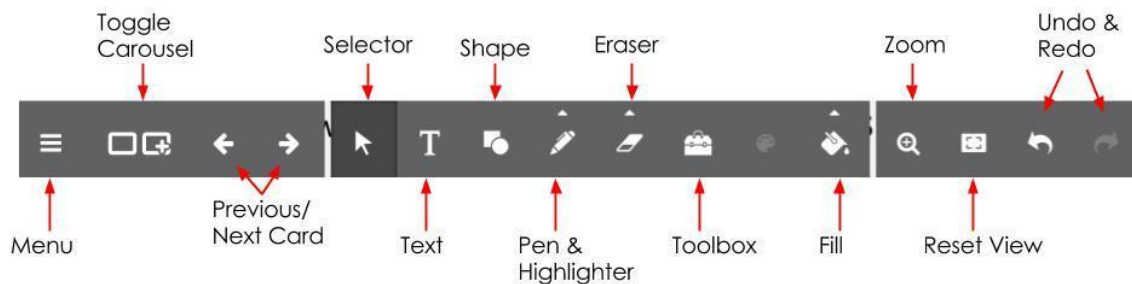 Toggle
Carousel
Selector
Shape
Eraser
Zoom
Undo &
Redo
T
Menu
Previous/
Next Card
Text
Pen &
Highlighter
Toolbox
Fill
Reset View